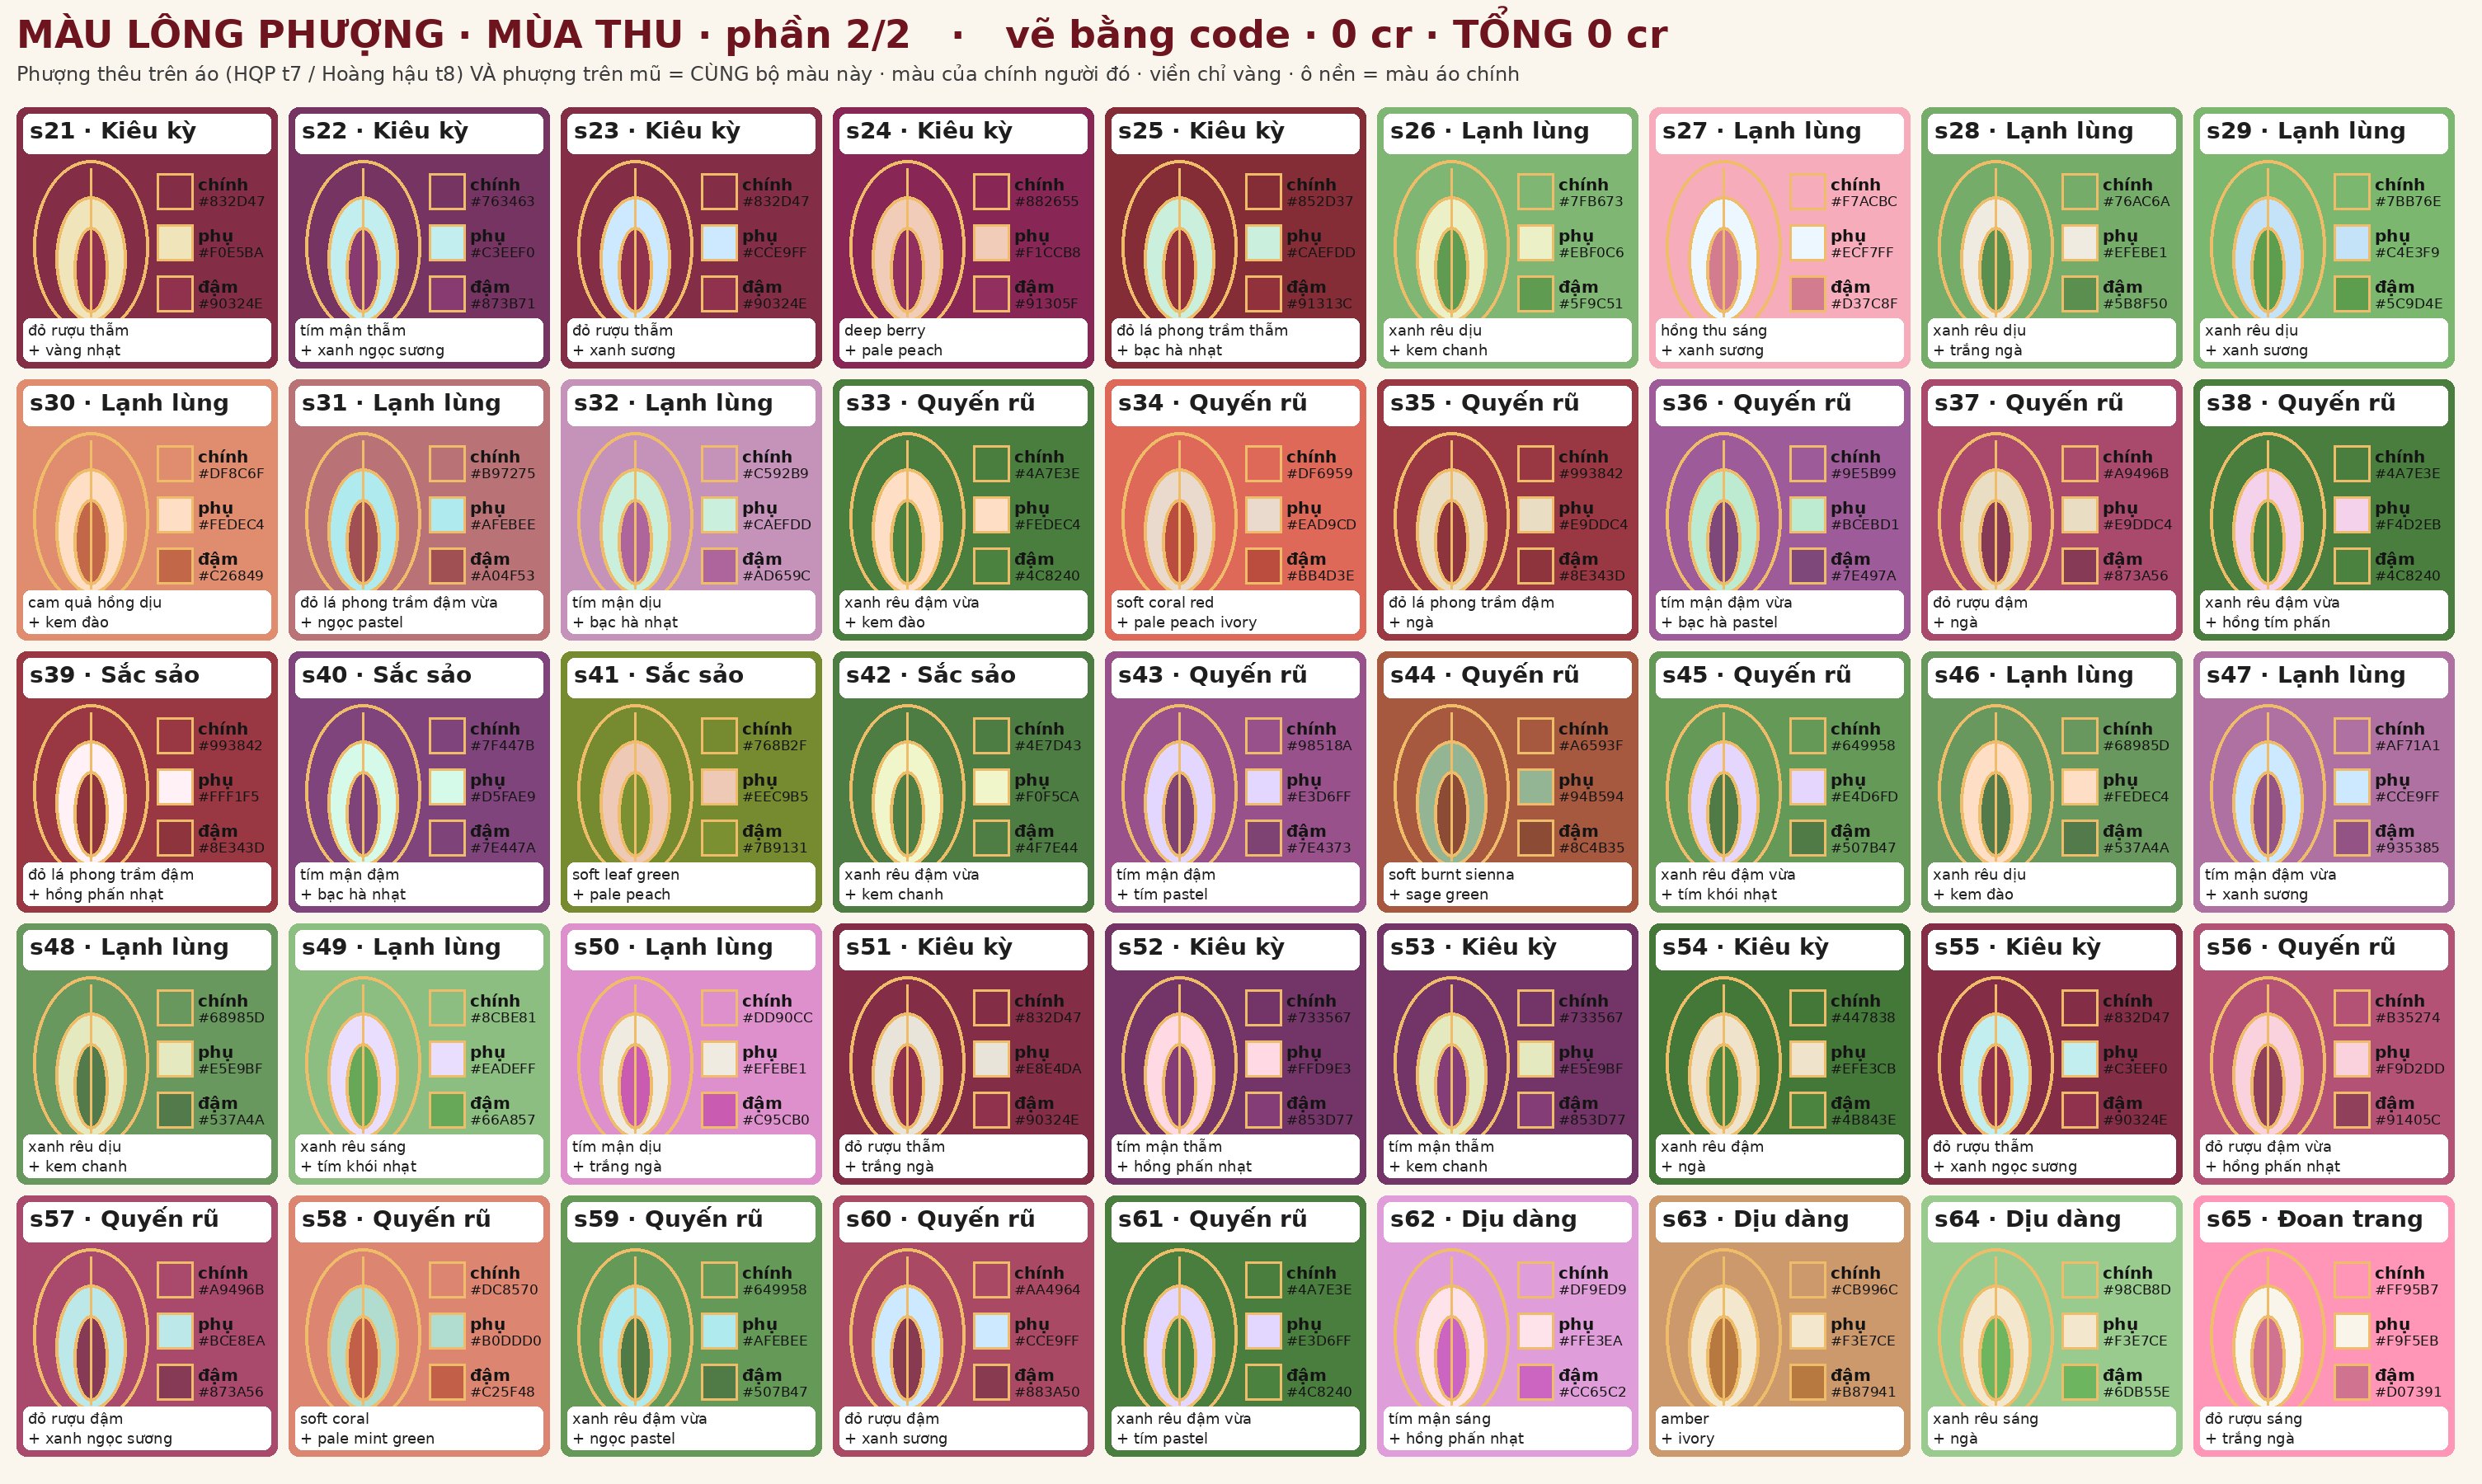 MÀU LÔNG PHƯỢNG · MÙA THU · phần 2/2 · vẽ bằng code · 0 cr · TỔNG 0 cr
Phượng thêu trên áo (HQP t7 / Hoàng hậu t8) VÀ phượng trên mũ = CÙNG bộ màu này · màu của chính người đó · viền chỉ vàng · ô nền = màu áo chính
s21 · Kiêu kỳ
chính
#832D47
phụ
#F0E5BA
đậm
#90324E
đỏ rượu thẫm
+ vàng nhạt
s22 · Kiêu kỳ
chính
#763463
phụ
#C3EEF0
đậm
#873B71
tím mận thẫm
+ xanh ngọc sương
s23 · Kiêu kỳ
chính
#832D47
phụ
#CCE9FF
đậm
#90324E
đỏ rượu thẫm
+ xanh sương
s24 · Kiêu kỳ
chính
#882655
phụ
#F1CCB8
đậm
#91305F
deep berry
+ pale peach
s25 · Kiêu kỳ
chính
#852D37
phụ
#CAEFDD
đậm
#91313C
đỏ lá phong trầm thẫm
+ bạc hà nhạt
s26 · Lạnh lùng
chính
#7FB673
phụ
#EBF0C6
đậm
#5F9C51
xanh rêu dịu
+ kem chanh
s27 · Lạnh lùng
chính
#F7ACBC
phụ
#ECF7FF
đậm
#D37C8F
hồng thu sáng
+ xanh sương
s28 · Lạnh lùng
chính
#76AC6A
phụ
#EFEBE1
đậm
#5B8F50
xanh rêu dịu
+ trắng ngà
s29 · Lạnh lùng
chính
#7BB76E
phụ
#C4E3F9
đậm
#5C9D4E
xanh rêu dịu
+ xanh sương
s30 · Lạnh lùng
chính
#DF8C6F
phụ
#FEDEC4
đậm
#C26849
cam quả hồng dịu
+ kem đào
s31 · Lạnh lùng
chính
#B97275
phụ
#AFEBEE
đậm
#A04F53
đỏ lá phong trầm đậm vừa
+ ngọc pastel
s32 · Lạnh lùng
chính
#C592B9
phụ
#CAEFDD
đậm
#AD659C
tím mận dịu
+ bạc hà nhạt
s33 · Quyến rũ
chính
#4A7E3E
phụ
#FEDEC4
đậm
#4C8240
xanh rêu đậm vừa
+ kem đào
s34 · Quyến rũ
chính
#DF6959
phụ
#EAD9CD
đậm
#BB4D3E
soft coral red
+ pale peach ivory
s35 · Quyến rũ
chính
#993842
phụ
#E9DDC4
đậm
#8E343D
đỏ lá phong trầm đậm
+ ngà
s36 · Quyến rũ
chính
#9E5B99
phụ
#BCEBD1
đậm
#7E497A
tím mận đậm vừa
+ bạc hà pastel
s37 · Quyến rũ
chính
#A9496B
phụ
#E9DDC4
đậm
#873A56
đỏ rượu đậm
+ ngà
s38 · Quyến rũ
chính
#4A7E3E
phụ
#F4D2EB
đậm
#4C8240
xanh rêu đậm vừa
+ hồng tím phấn
s39 · Sắc sảo
chính
#993842
phụ
#FFF1F5
đậm
#8E343D
đỏ lá phong trầm đậm
+ hồng phấn nhạt
s40 · Sắc sảo
chính
#7F447B
phụ
#D5FAE9
đậm
#7E447A
tím mận đậm
+ bạc hà nhạt
s41 · Sắc sảo
chính
#768B2F
phụ
#EEC9B5
đậm
#7B9131
soft leaf green
+ pale peach
s42 · Sắc sảo
chính
#4E7D43
phụ
#F0F5CA
đậm
#4F7E44
xanh rêu đậm vừa
+ kem chanh
s43 · Quyến rũ
chính
#98518A
phụ
#E3D6FF
đậm
#7E4373
tím mận đậm
+ tím pastel
s44 · Quyến rũ
chính
#A6593F
phụ
#94B594
đậm
#8C4B35
soft burnt sienna
+ sage green
s45 · Quyến rũ
chính
#649958
phụ
#E4D6FD
đậm
#507B47
xanh rêu đậm vừa
+ tím khói nhạt
s46 · Lạnh lùng
chính
#68985D
phụ
#FEDEC4
đậm
#537A4A
xanh rêu dịu
+ kem đào
s47 · Lạnh lùng
chính
#AF71A1
phụ
#CCE9FF
đậm
#935385
tím mận đậm vừa
+ xanh sương
s48 · Lạnh lùng
chính
#68985D
phụ
#E5E9BF
đậm
#537A4A
xanh rêu dịu
+ kem chanh
s49 · Lạnh lùng
chính
#8CBE81
phụ
#EADEFF
đậm
#66A857
xanh rêu sáng
+ tím khói nhạt
s50 · Lạnh lùng
chính
#DD90CC
phụ
#EFEBE1
đậm
#C95CB0
tím mận dịu
+ trắng ngà
s51 · Kiêu kỳ
chính
#832D47
phụ
#E8E4DA
đậm
#90324E
đỏ rượu thẫm
+ trắng ngà
s52 · Kiêu kỳ
chính
#733567
phụ
#FFD9E3
đậm
#853D77
tím mận thẫm
+ hồng phấn nhạt
s53 · Kiêu kỳ
chính
#733567
phụ
#E5E9BF
đậm
#853D77
tím mận thẫm
+ kem chanh
s54 · Kiêu kỳ
chính
#447838
phụ
#EFE3CB
đậm
#4B843E
xanh rêu đậm
+ ngà
s55 · Kiêu kỳ
chính
#832D47
phụ
#C3EEF0
đậm
#90324E
đỏ rượu thẫm
+ xanh ngọc sương
s56 · Quyến rũ
chính
#B35274
phụ
#F9D2DD
đậm
#91405C
đỏ rượu đậm vừa
+ hồng phấn nhạt
s57 · Quyến rũ
chính
#A9496B
phụ
#BCE8EA
đậm
#873A56
đỏ rượu đậm
+ xanh ngọc sương
s58 · Quyến rũ
chính
#DC8570
phụ
#B0DDD0
đậm
#C25F48
soft coral
+ pale mint green
s59 · Quyến rũ
chính
#649958
phụ
#AFEBEE
đậm
#507B47
xanh rêu đậm vừa
+ ngọc pastel
s60 · Quyến rũ
chính
#AA4964
phụ
#CCE9FF
đậm
#883A50
đỏ rượu đậm
+ xanh sương
s61 · Quyến rũ
chính
#4A7E3E
phụ
#E3D6FF
đậm
#4C8240
xanh rêu đậm vừa
+ tím pastel
s62 · Dịu dàng
chính
#DF9ED9
phụ
#FFE3EA
đậm
#CC65C2
tím mận sáng
+ hồng phấn nhạt
s63 · Dịu dàng
chính
#CB996C
phụ
#F3E7CE
đậm
#B87941
amber
+ ivory
s64 · Dịu dàng
chính
#98CB8D
phụ
#F3E7CE
đậm
#6DB55E
xanh rêu sáng
+ ngà
s65 · Đoan trang
chính
#FF95B7
phụ
#F9F5EB
đậm
#D07391
đỏ rượu sáng
+ trắng ngà